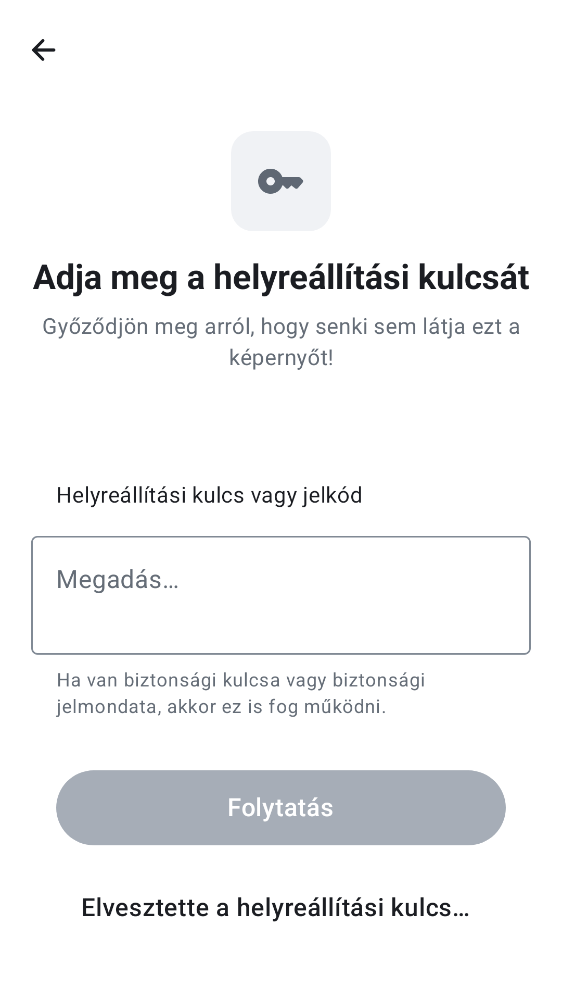 Adja meg a helyreállítási kulcsát
Győződjön meg arról, hogy senki sem látja ezt a
képernyőt!
Helyreállítási kulcs vagy jelkód
Megadás…
Ha van biztonsági kulcsa vagy biztonsági
jelmondata, akkor ez is fog működni.
Folytatás
Elvesztette a helyreállítási kulcs…